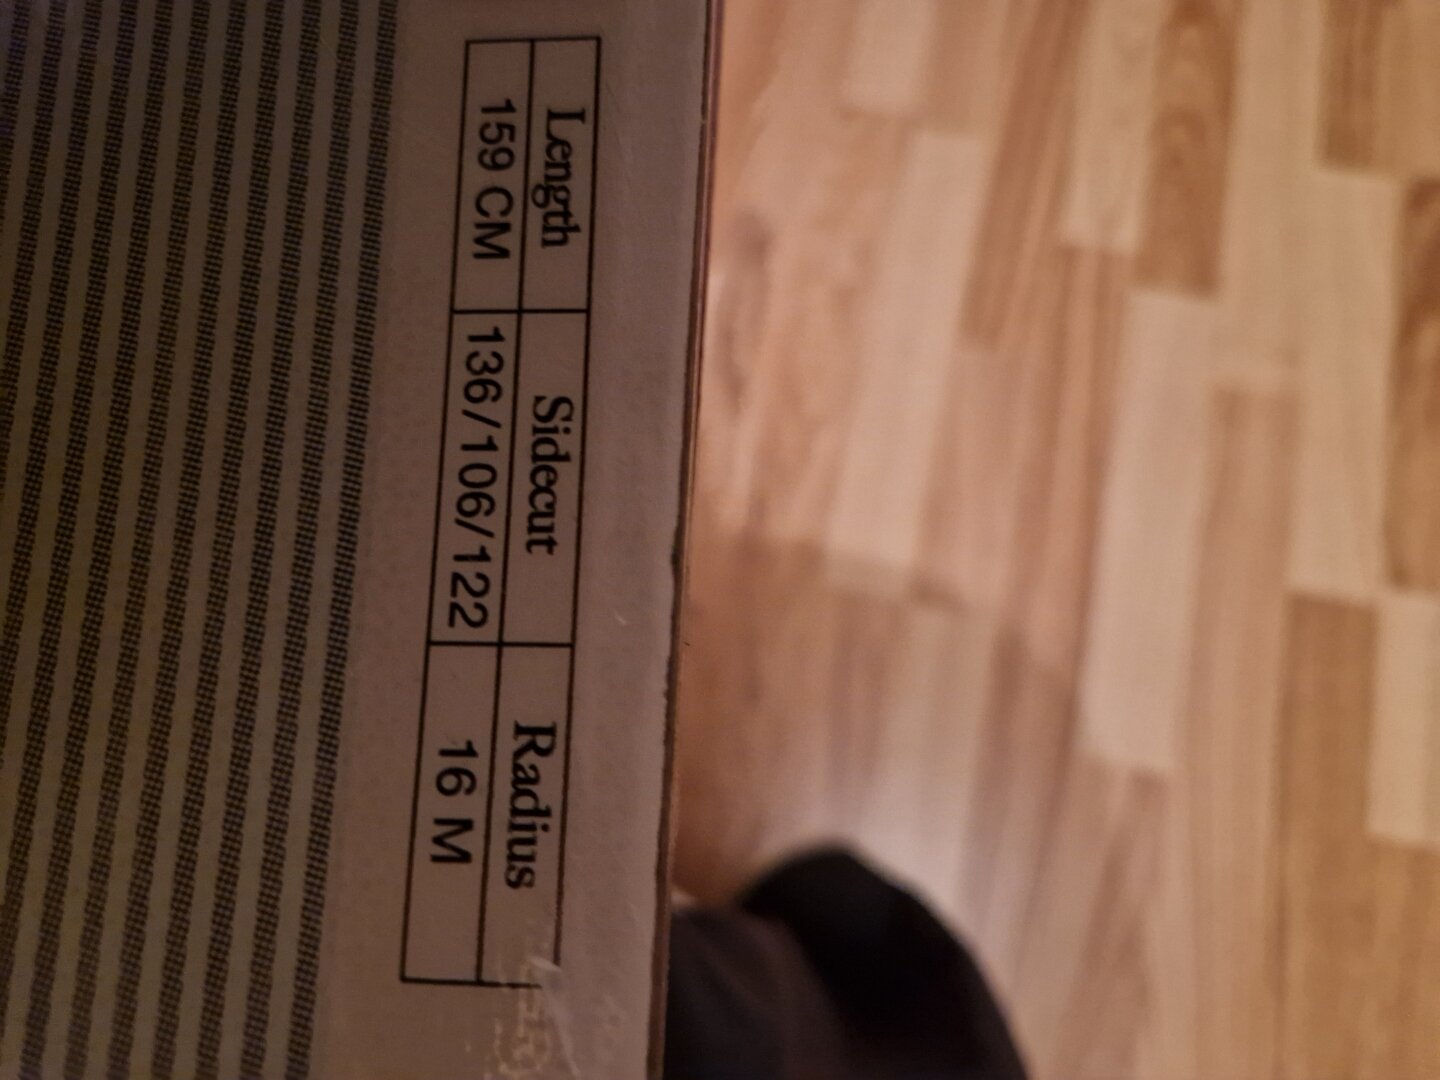 Length Sidecut Radius
159 CM 136/106/122 16 M